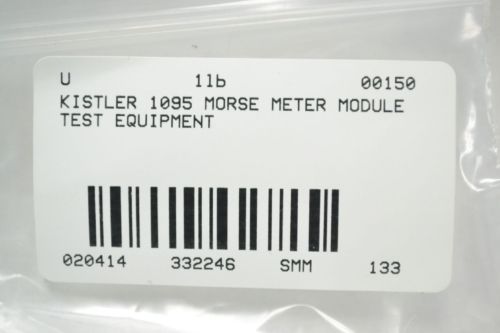 U 1lb 00150
KISTLER 1095 MORSE METER MODULE
TEST EQUIPMENT
020414 332246 SMM 133